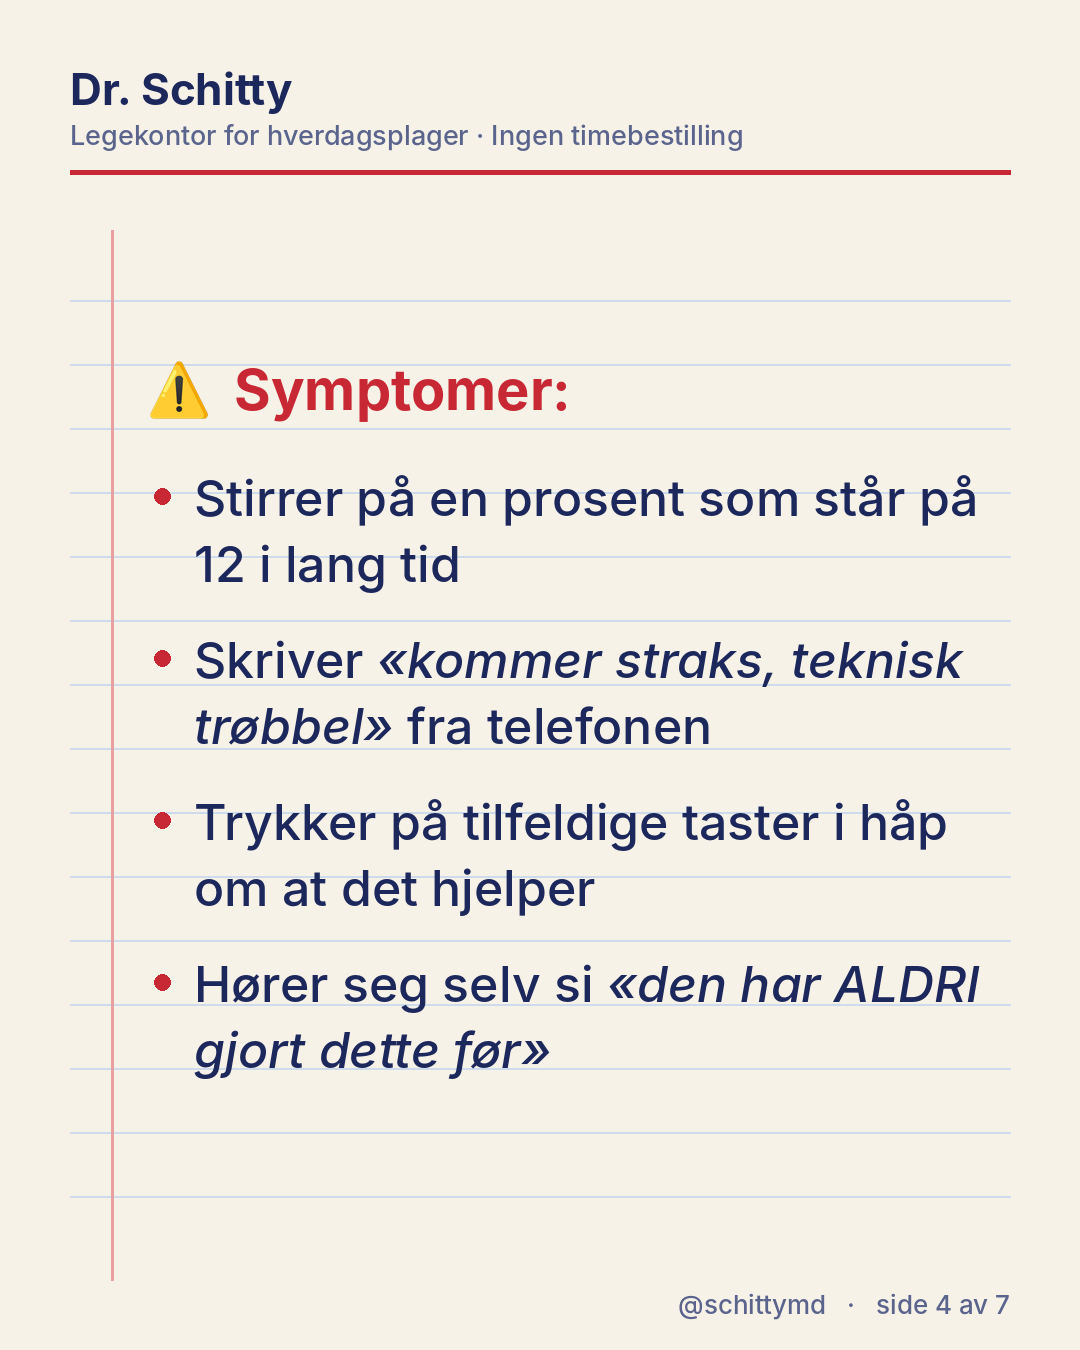 Dr. Schitty
Legekontor for hverdagsplager · Ingen timebestilling
⚠️ Symptomer:
• Stirrer på en prosent som står på
12 i lang tid
• Skriver «kommer straks, teknisk
trøbbel» fra telefonen
• Trykker på tilfeldige taster i håp
om at det hjelper
• Hører seg selv si «den har ALDRI
gjort dette før»
@schittymd · side 4 av 7